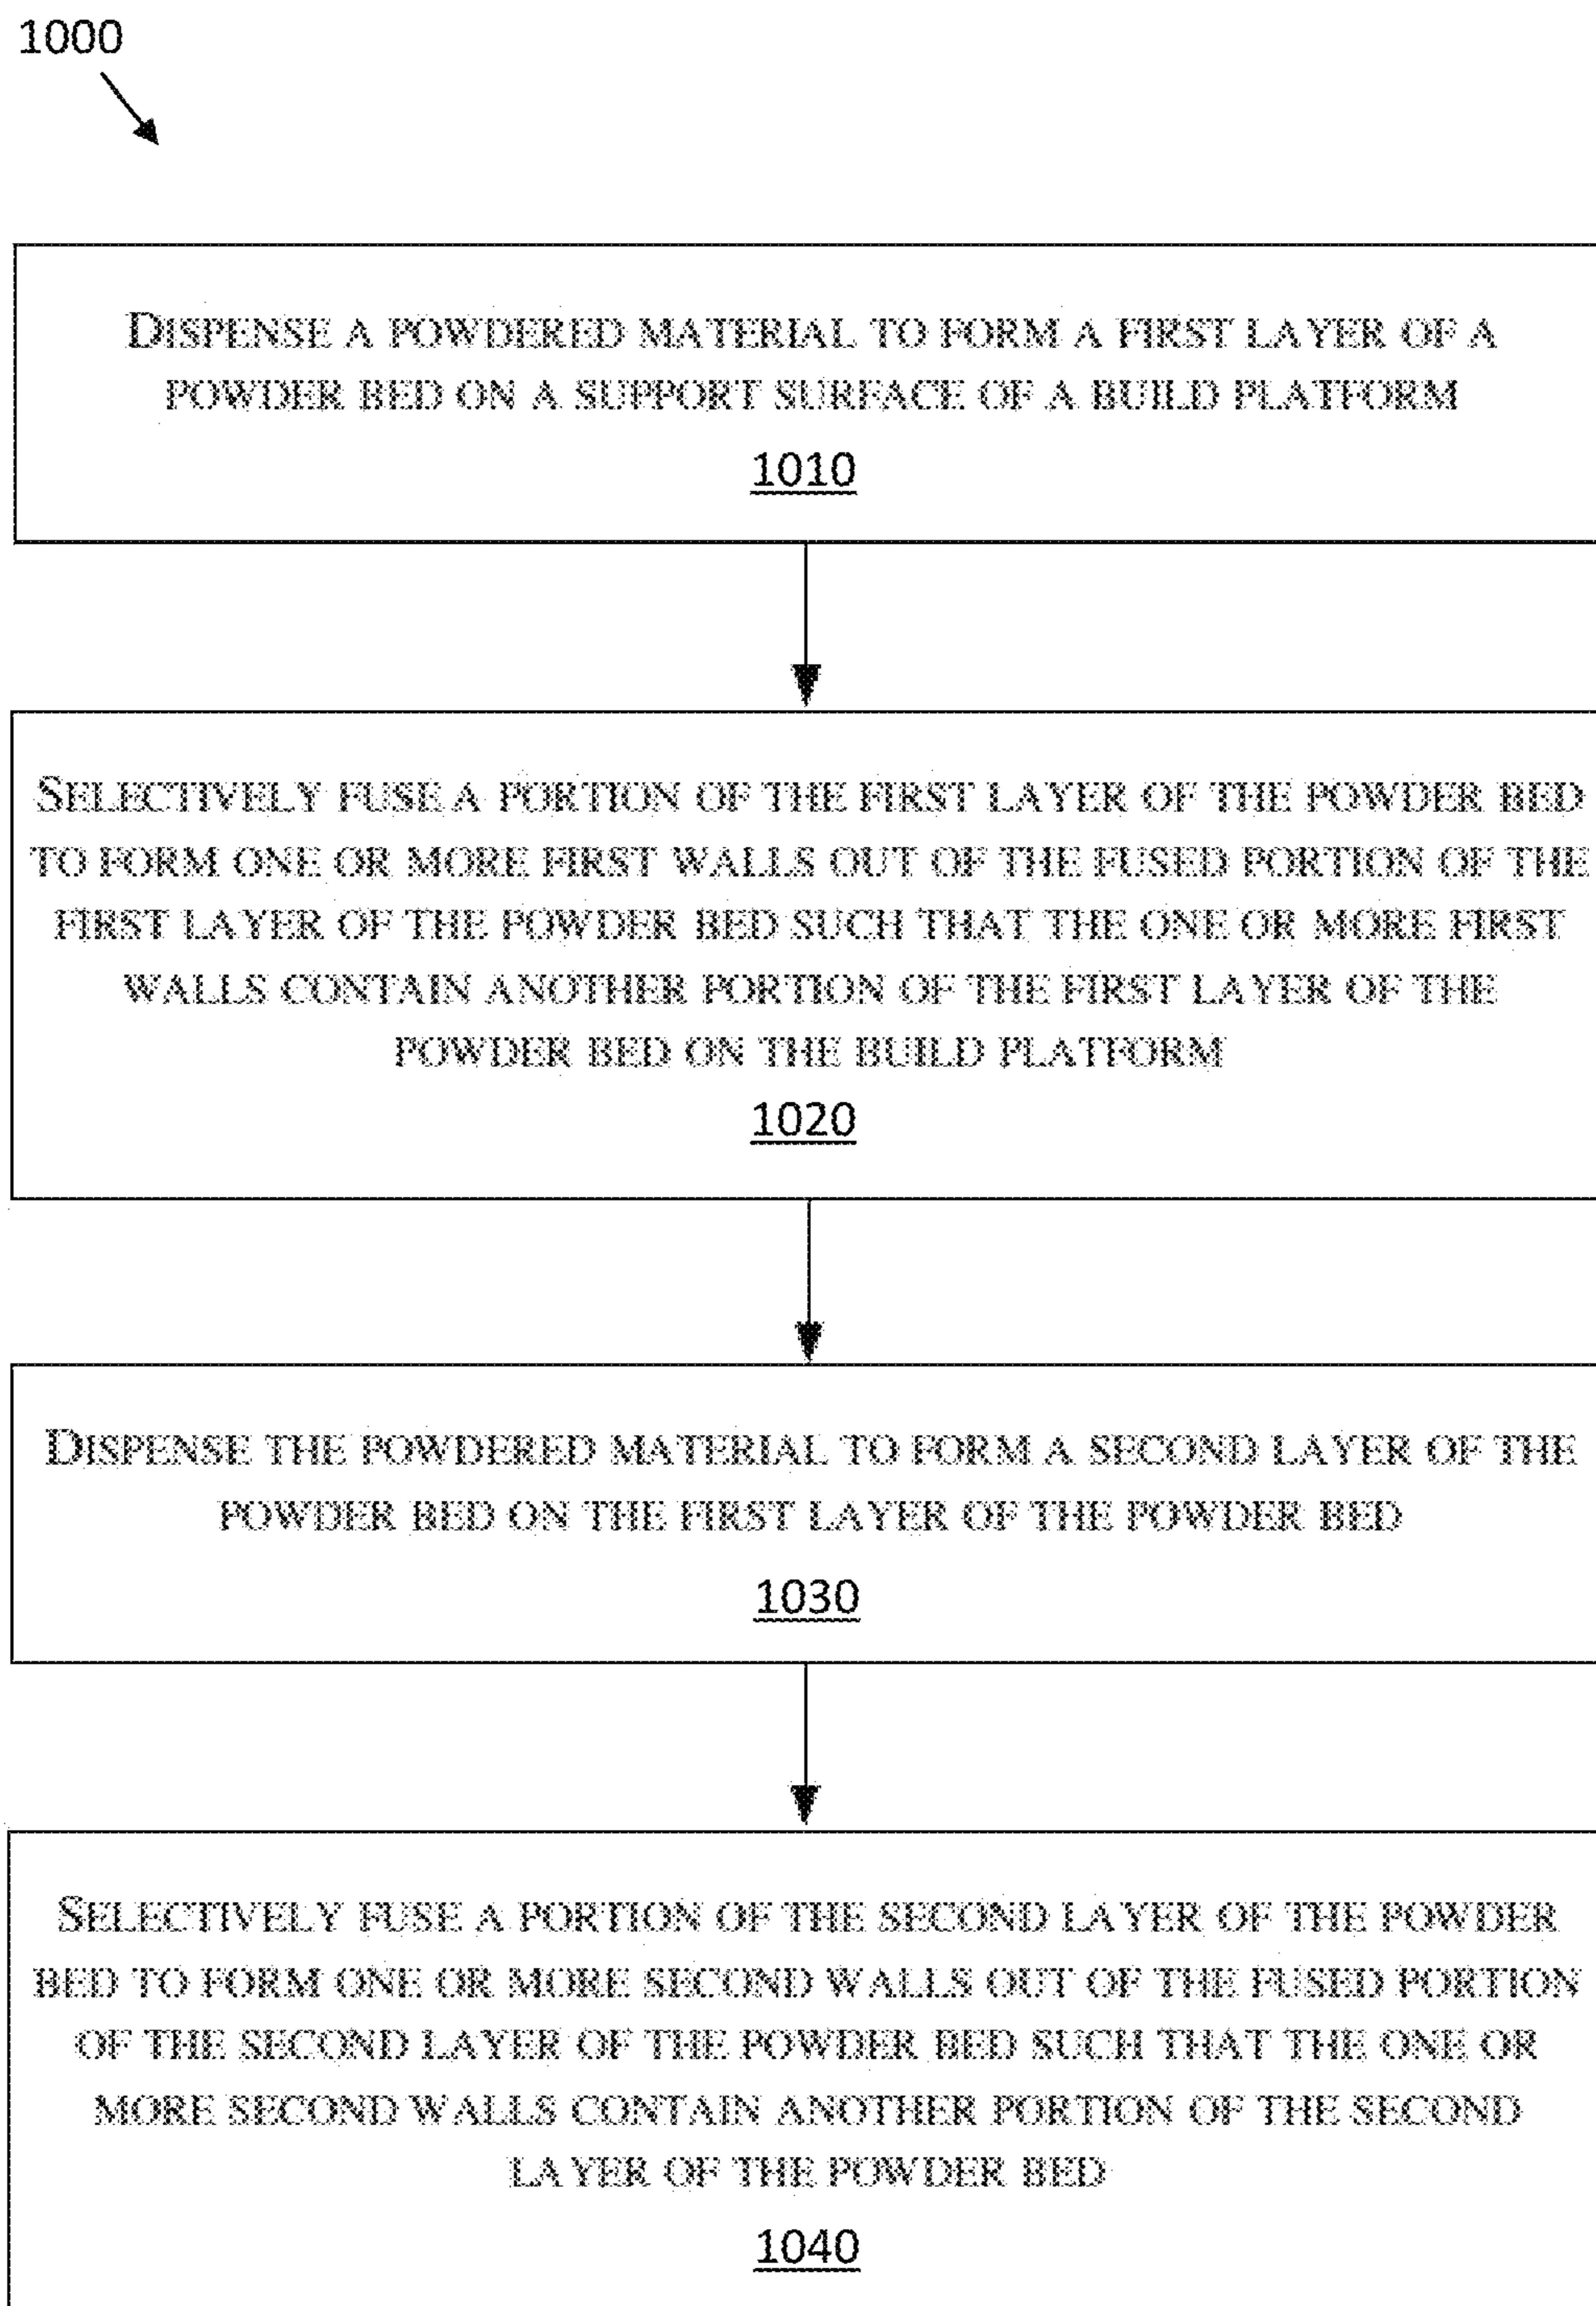 1000
DISPENSE A POWDERED MATERIAL TO FORM A FIRST LAYER OF A
POWDER BED ON A SUPPORT SURFACE OF A BUILD PLATFORM
1010
SELECTIVELY FUSE A PORTION OF THE FIRST LAYER OF THE POWDER BED
TO FORM ONE OR MORE FIRST WALLS OUT OF THE FUSED PORTION OF THE
FIRST LAYER OF THE POWDER BED SUCH THAT THE ONE OR MORE FIRST
WALLS CONTAIN ANOTHER PORTION OF THE FIRST LAYER OF THE
POWDER BED ON THE BUILD PLATFORM
1020
DISPENSE THE POWDERED MATERIAL TO FORM A SECOND LAYER OF THE
POWDER BED ON THE FIRST LAYER OF THE POWDER BED
1030
SELECTIVELY FUSE A PORTION OF THE SECOND LAYER OF THE POWDER
BED TO FORM ONE OR MORE SECOND WALLS OUT OF THE FUSED PORTION
OF THE SECOND LAYER OF THE POWDER BED SUCH THAT THE ONE OR
MORE SECOND WALLS CONTAIN ANOTHER PORTION OF THE SECOND
LAYER OF THE POWDER BED
1040